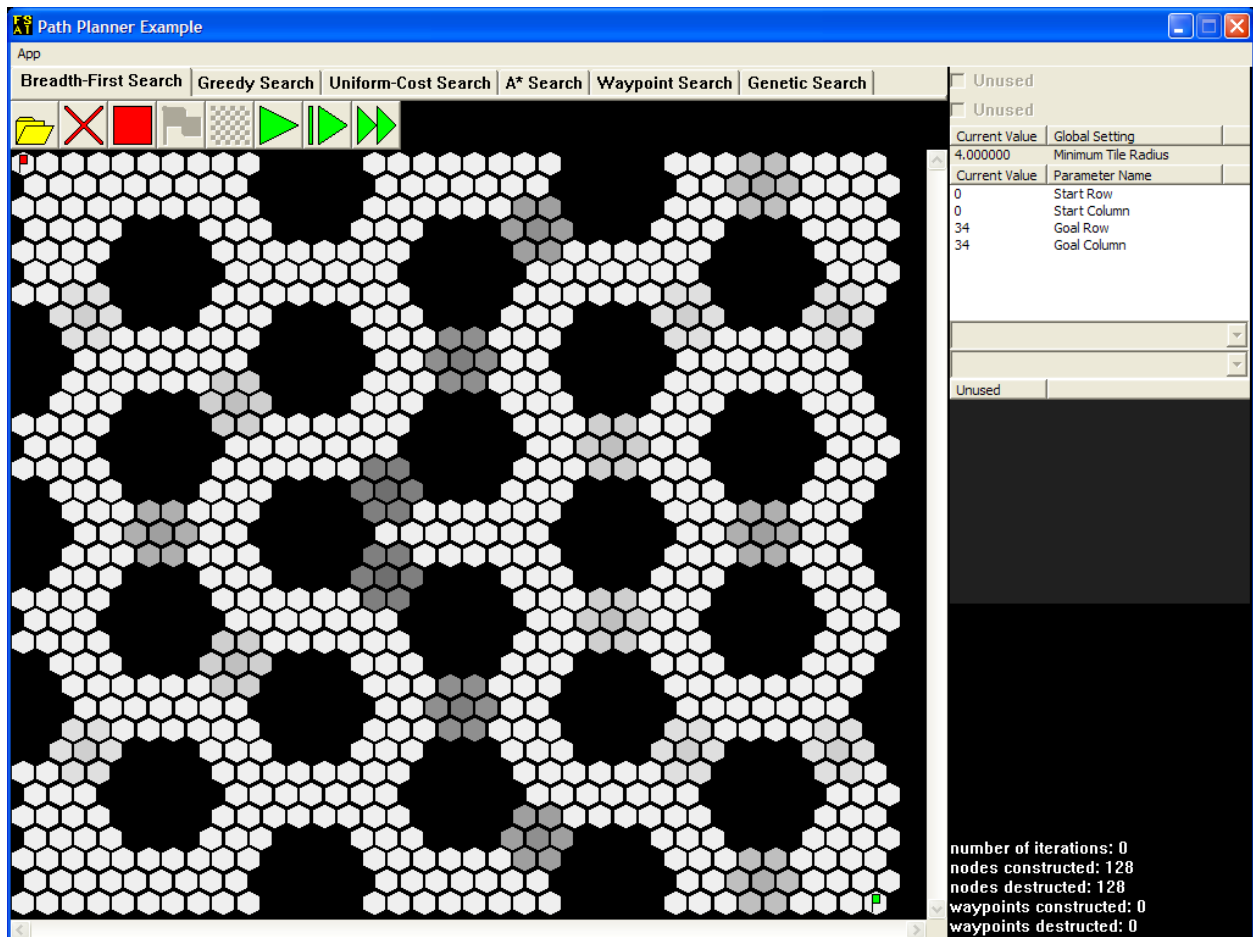 FS
AI
Path Planner Example
App
Breadth-First Search Greedy Search Uniform-Cost Search A* Search Waypoint Search Genetic Search
Unused
Unused
Current Value Global Setting
4.000000 Minimum Tile Radius
Current Value Parameter Name
0 Start Row
0 Start Column
34 Goal Row
34 Goal Column
Unused
number of iterations: 0
nodes constructed: 128
nodes destructed: 128
waypoints constructed: 0
waypoints destructed: 0